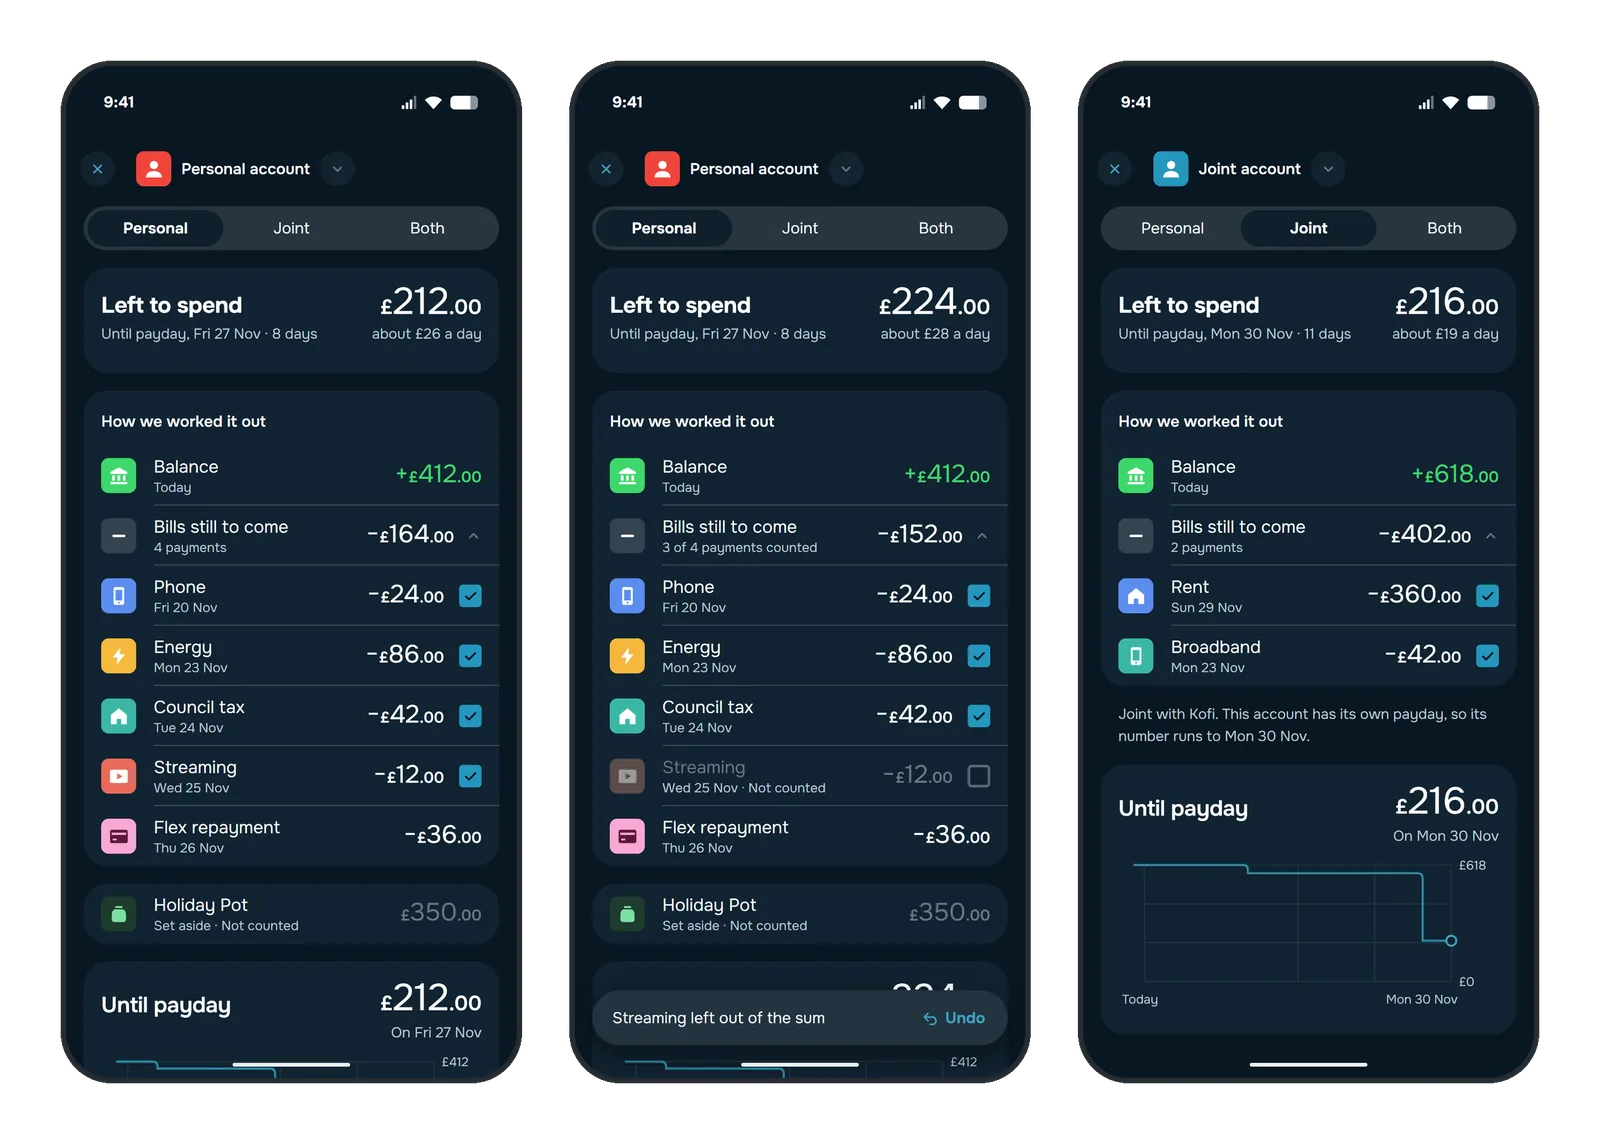 9:41
Personal account
Personal Joint Both
Left to spend £212.00
Until payday, Fri 27 Nov · 8 days about £26 a day
How we worked it out
Balance
Today
+£412.00
Bills still to come
4 payments
−£164.00
Phone
Fri 20 Nov
−£24.00
Energy
Mon 23 Nov
−£86.00
Council tax
Tue 24 Nov
−£42.00
Streaming
Wed 25 Nov
−£12.00
Flex repayment
Thu 26 Nov
−£36.00
Holiday Pot
Set aside · Not counted
£350.00
Until payday £212.00
On Fri 27 Nov
£412
9:41
Personal account
Personal Joint Both
Left to spend £224.00
Until payday, Fri 27 Nov · 8 days about £28 a day
How we worked it out
Balance
Today
+£412.00
Bills still to come
3 of 4 payments counted
−£152.00
Phone
Fri 20 Nov
−£24.00
Energy
Mon 23 Nov
−£86.00
Council tax
Tue 24 Nov
−£42.00
Streaming
Wed 25 Nov · Not counted
−£12.00
Flex repayment
Thu 26 Nov
−£36.00
Holiday Pot
Set aside · Not counted
£350.00
Streaming left out of the sum Undo
£412
9:41
Joint account
Personal Joint Both
Left to spend £216.00
Until payday, Mon 30 Nov · 11 days about £19 a day
How we worked it out
Balance
Today
+£618.00
Bills still to come
2 payments
−£402.00
Rent
Sun 29 Nov
−£360.00
Broadband
Mon 23 Nov
−£42.00
Joint with Kofi. This account has its own payday, so its
number runs to Mon 30 Nov.
Until payday £216.00
On Mon 30 Nov
£618
£0
Today Mon 30 Nov